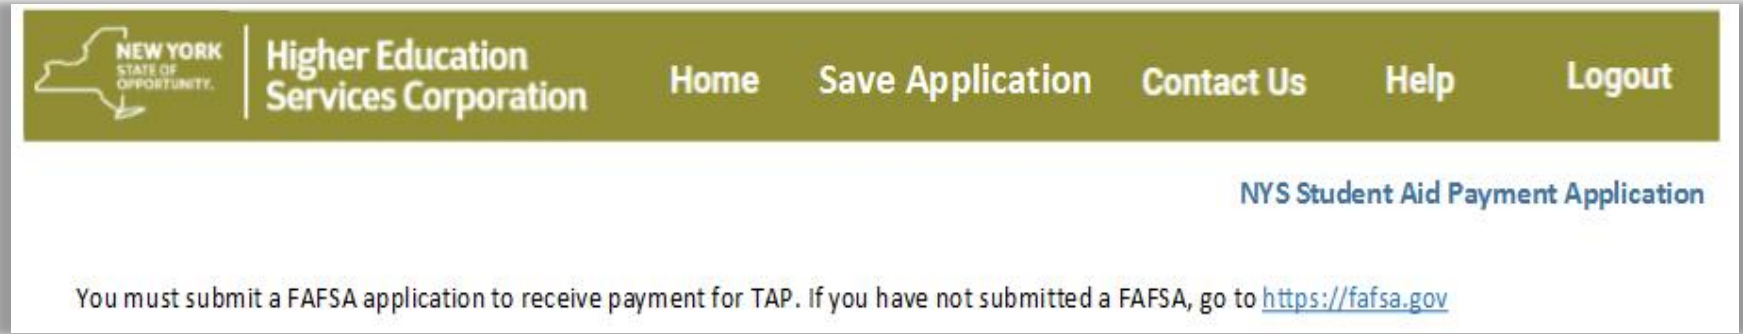 NEW YORK
STATE OF
OPPORTUNITY.
Higher Education
Services Corporation
Home Save Application Contact Us Help Logout
NYS Student Aid Payment Application
You must submit a FAFSA application to receive payment for TAP. If you have not submitted a FAFSA, go to https://fafsa.gov